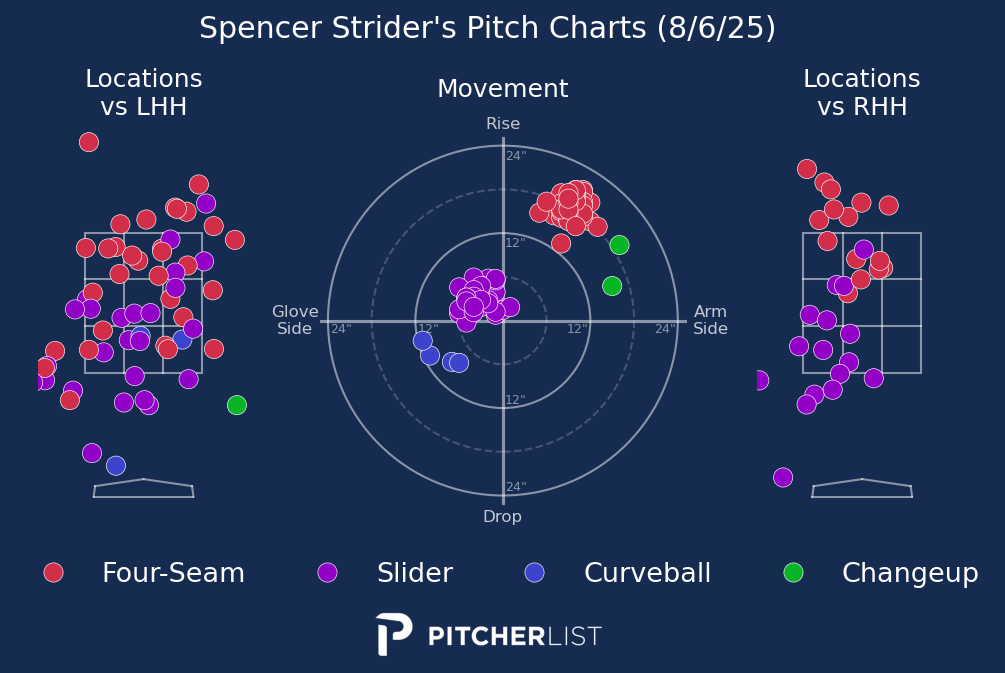 Spencer Strider's Pitch Charts (8/6/25)
Locations
vs LHH
Movement
Locations
vs RHH
Rise
24"
12"
Glove
Side
24"
12"
12"
24"
Arm
Side
12"
24"
Drop
Four-Seam
Slider
Curveball
Changeup
PITCHERLIST